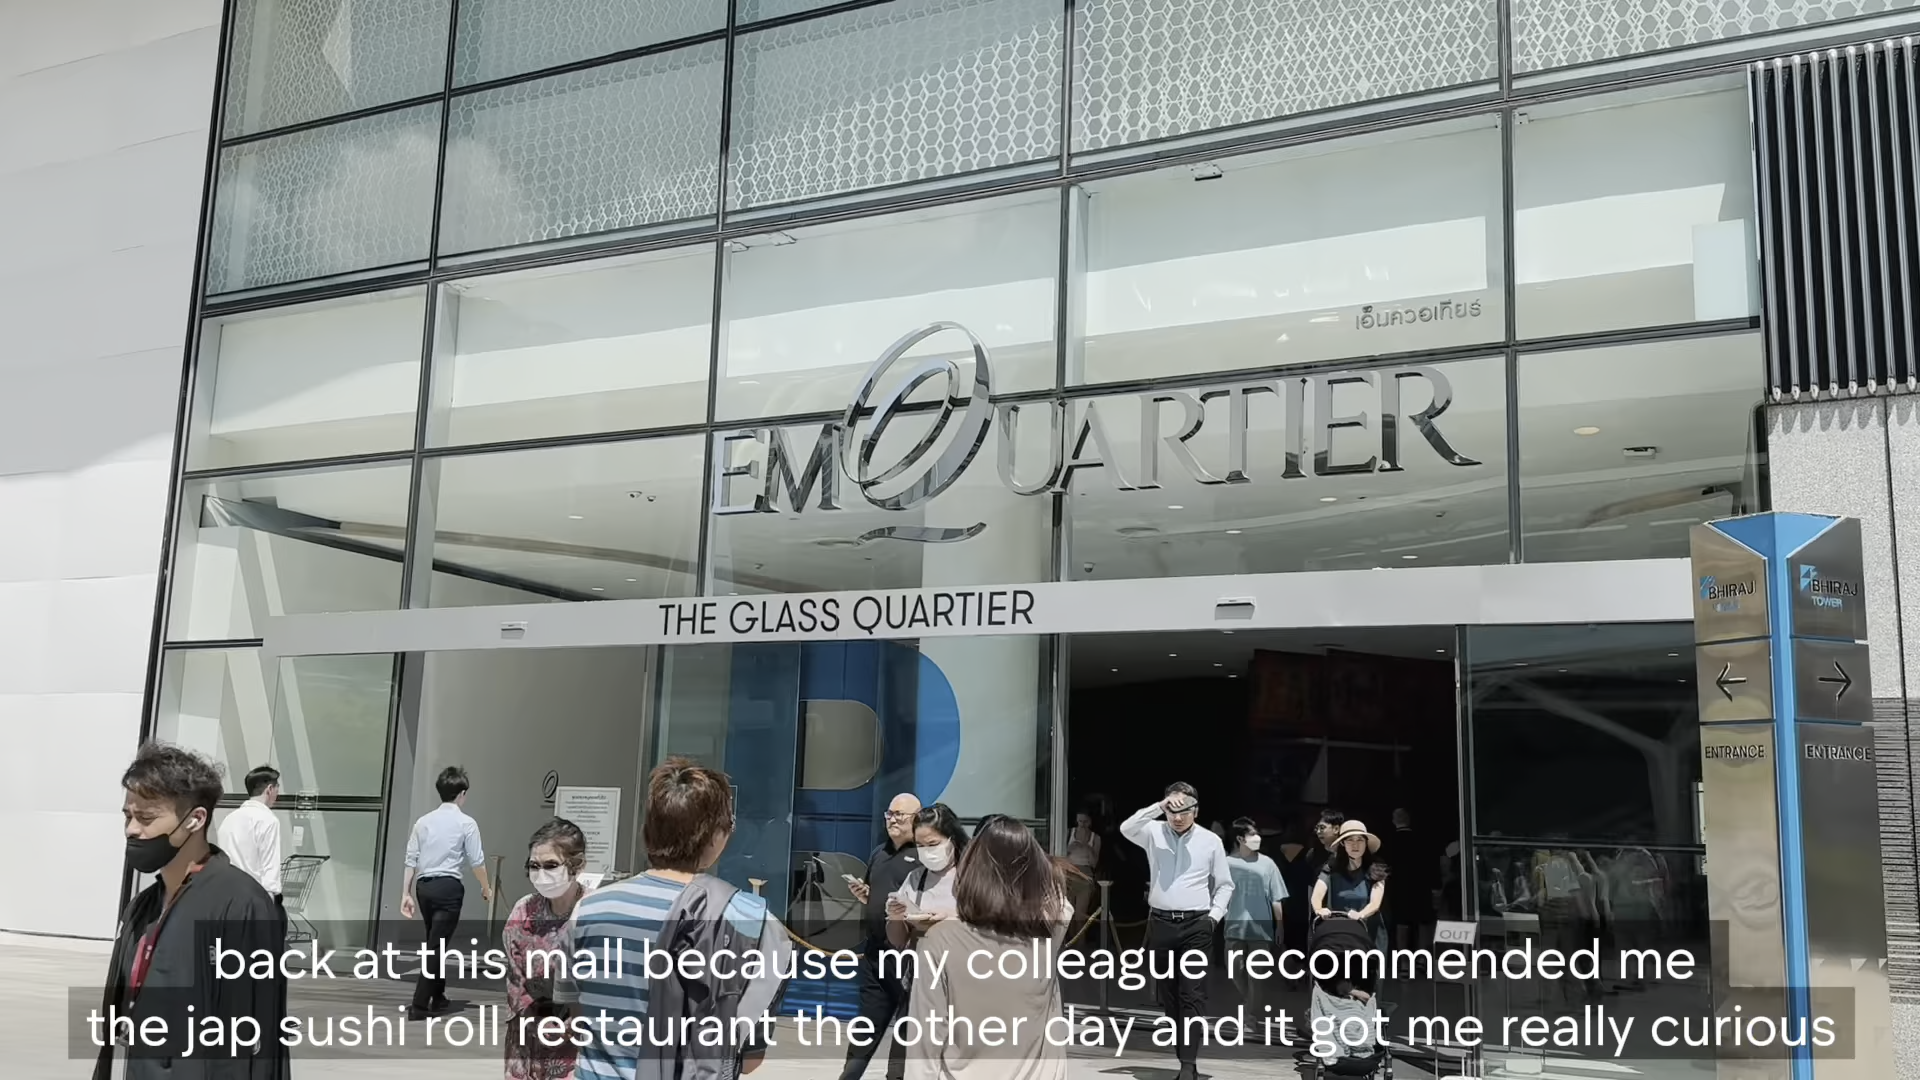 เอ็มควอเทียร์
EMQUARTIER
THE GLASS QUARTIER
BHIRAJ
BHIRAJ
TOWER
ENTRANCE
ENTRANCE
OUT
back at this mall because my colleague recommended me
the jap sushi roll restaurant the other day and it got me really curious